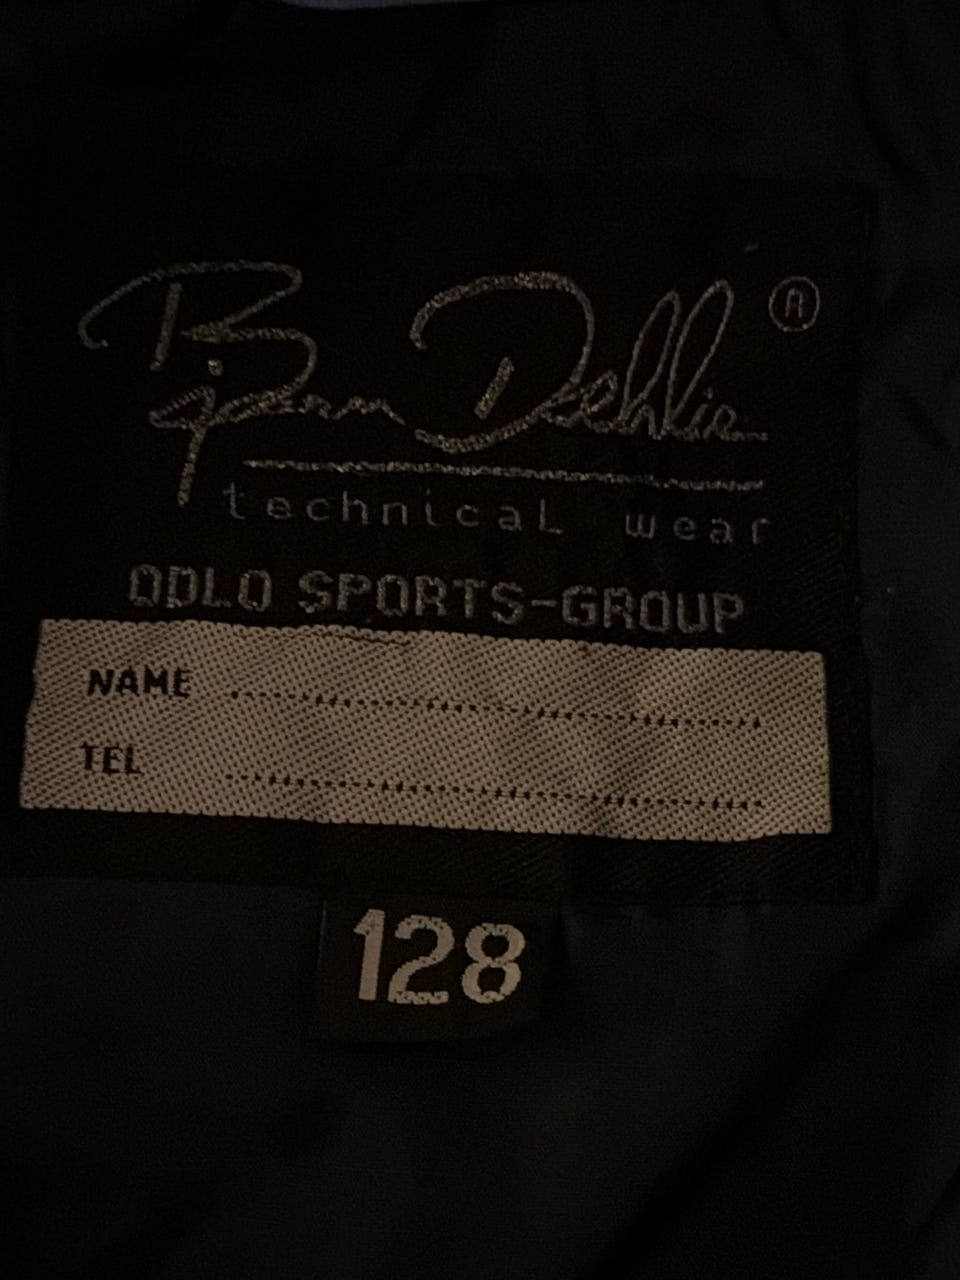 Bjørn Dæhlie ®
technical wear
ODLO SPORTS-GROUP
NAME ..............................
TEL ..............................
128